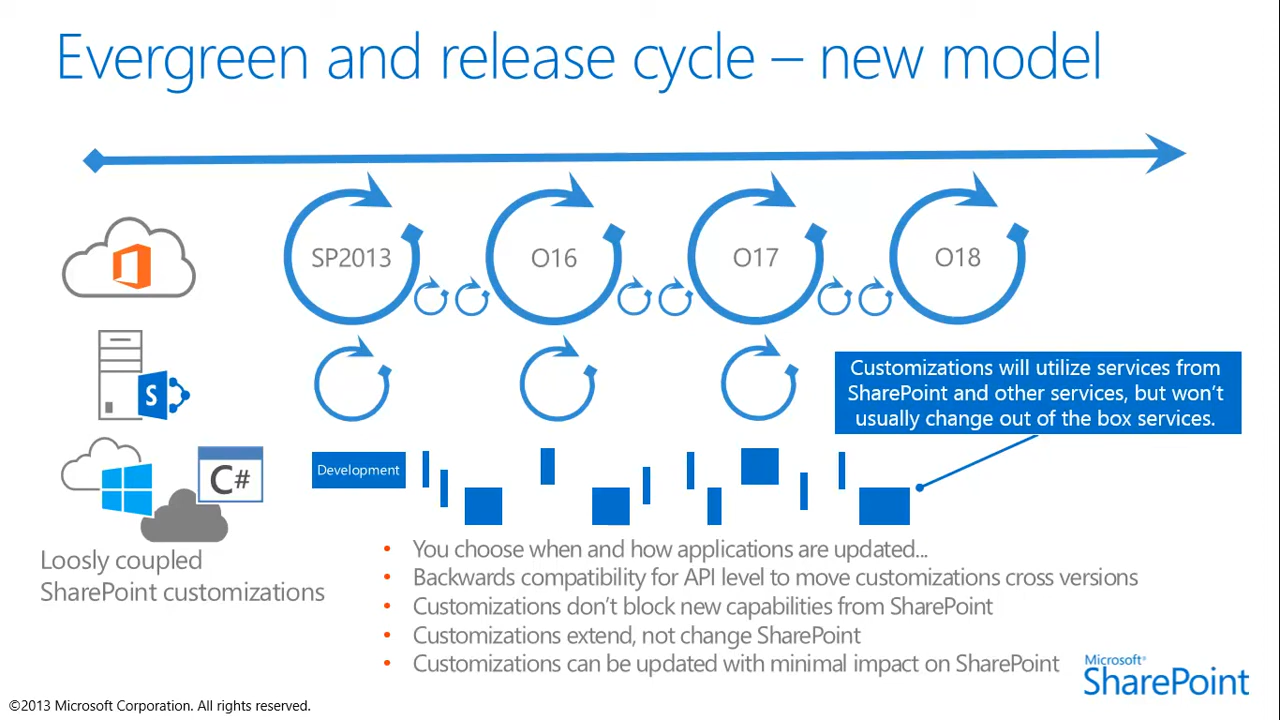 Evergreen and release cycle – new model
SP2013
O16
O17
O18
S
Customizations will utilize services from
SharePoint and other services, but won't
usually change out of the box services.
C#
Development
Loosly coupled
SharePoint customizations
• You choose when and how applications are updated...
• Backwards compatibility for API level to move customizations cross versions
• Customizations don't block new capabilities from SharePoint
• Customizations extend, not change SharePoint
• Customizations can be updated with minimal impact on SharePoint
Microsoft®
SharePoint
©2013 Microsoft Corporation. All rights reserved.